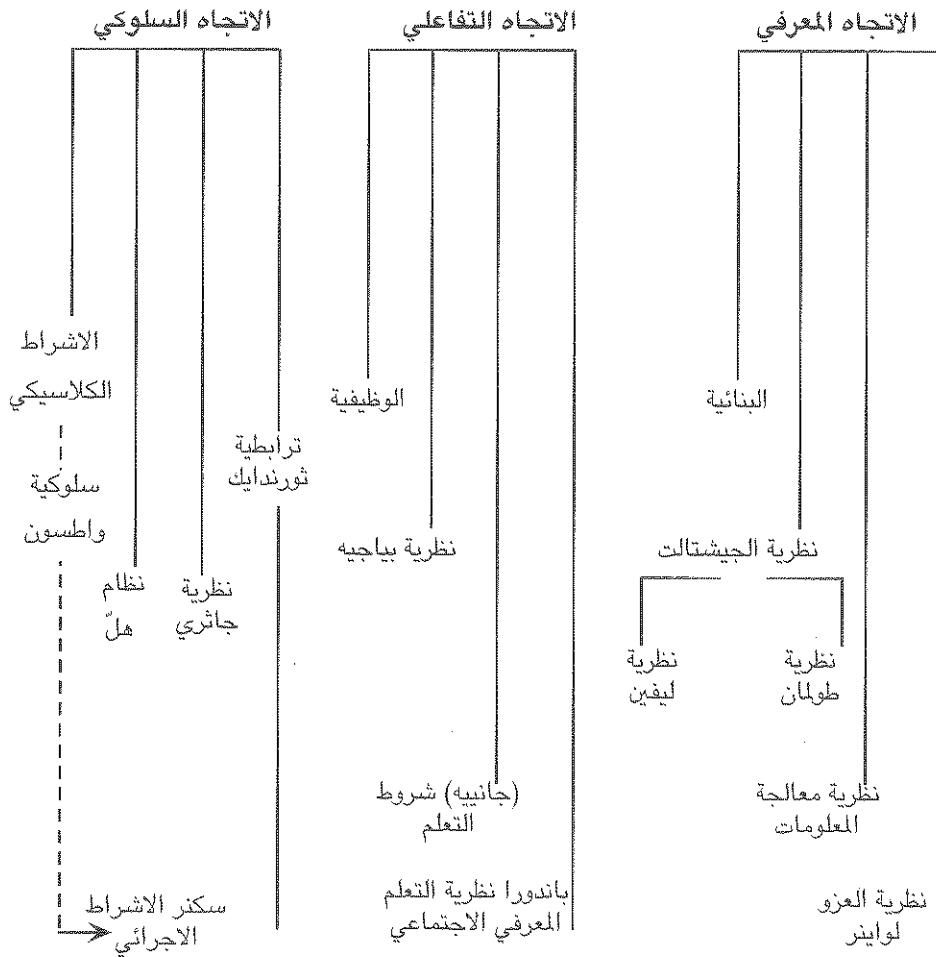 الاتجاه المعرفي
الاتجاه التفاعلي
الاتجاه السلوكي
الاشراط
الكلاسيكي
البنائية
الوظيفية
ترابطية
ثورندايك
سلوكية
واطسون
نظرية الجيشتالت
نظرية بياجيه
نظرية
جاثري
نظام
هلّ
نظرية
طولمان
نظرية
ليفين
نظرية معالجة
المعلومات
(جانييه) شروط
التعلم
نظرية العزو
لواينر
باندورا نظرية التعلم
المعرفي الاجتماعي
سكنر الاشراط
الاجرائي